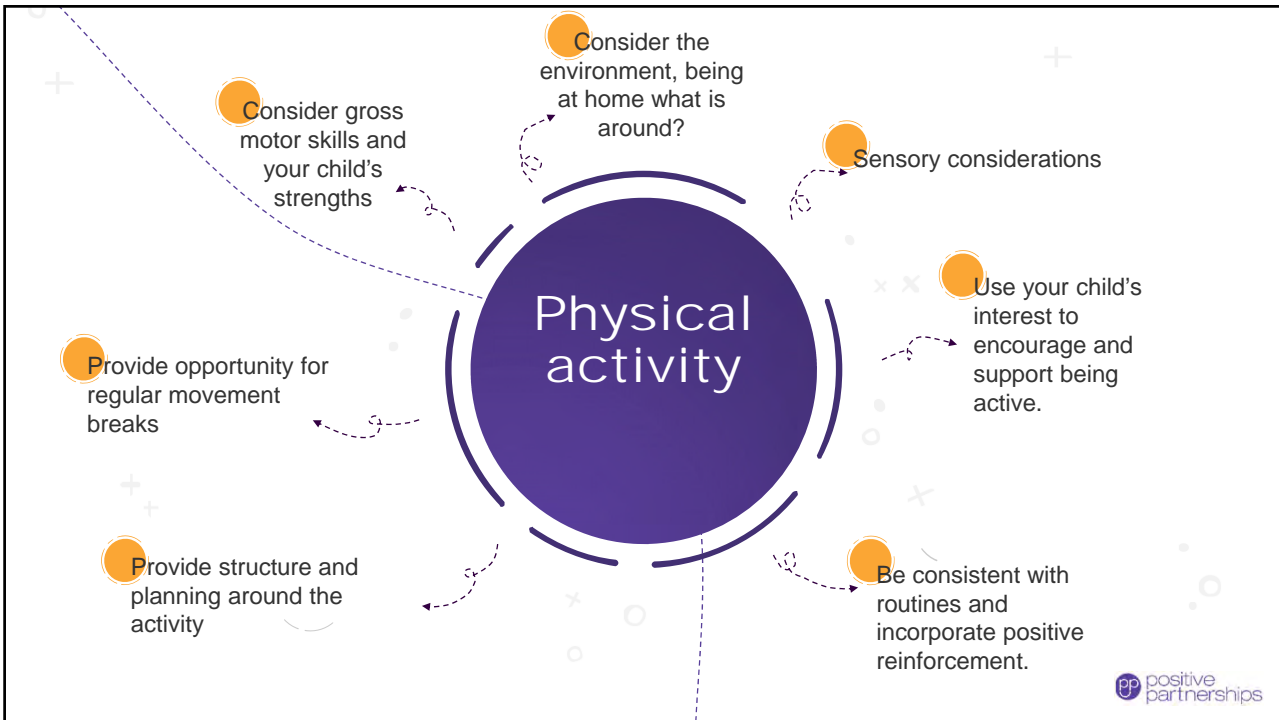 Physical
activity
Consider the
environment, being
at home what is
around?
Sensory considerations
Use your child's
interest to
encourage and
support being
active.
Be consistent with
routines and
incorporate positive
reinforcement.
Provide structure and
planning around the
activity
Provide opportunity for
regular movement
breaks
Consider gross
motor skills and
your child's
strengths
pp positive
partnerships